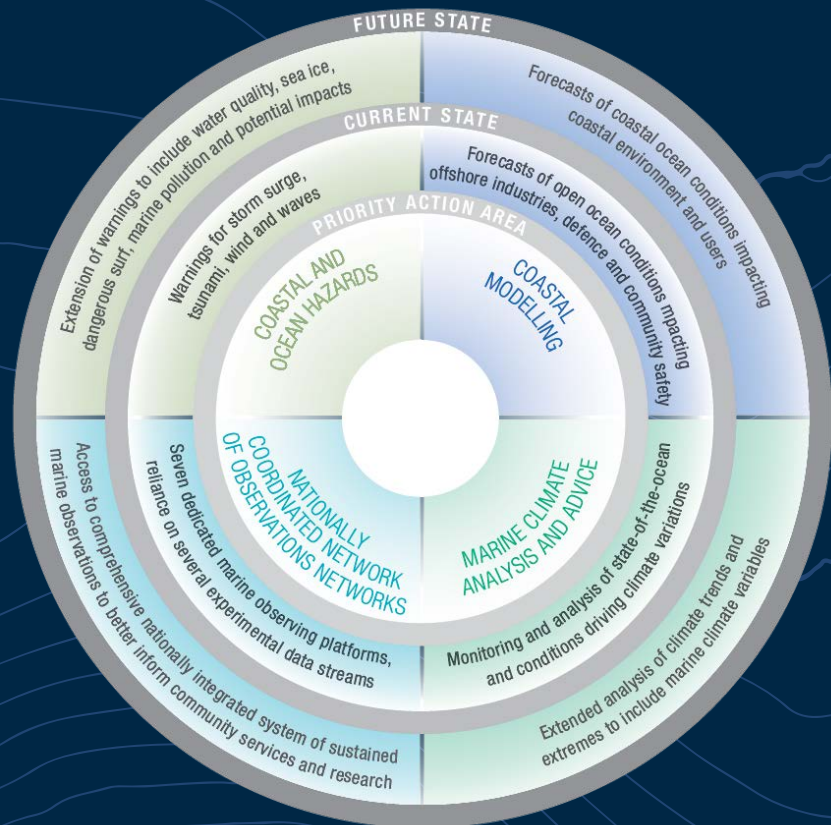 FUTURE STATE
Extension of warnings to include water quality, sea ice,
dangerous surf, marine pollution and potential impacts
Forecasts of coastal ocean conditions impacting
coastal environment and users
CURRENT STATE
Warnings for storm surge,
tsunami, wind and waves
Forecasts of open ocean conditions mpacting
offshore industries, defence and community safety
PRIORITY ACTION AREA
COASTAL AND
OCEAN HAZARDS
COASTAL
MODELLING
NATIONALLY
COORDINATED NETWORK
OF OBSERVATIONS NETWORKS
MARINE CLIMATE
ANALYSIS AND ADVICE
Seven dedicated marine observing platforms,
reliance on several experimental data streams
Monitoring and analysis of state-of-the-ocean
and conditions driving climate variations
Access to comprehensive nationally integrated system of sustained
marine observations to better inform community services and research
Extended analysis of climate trends and
extremes to include marine climate variables